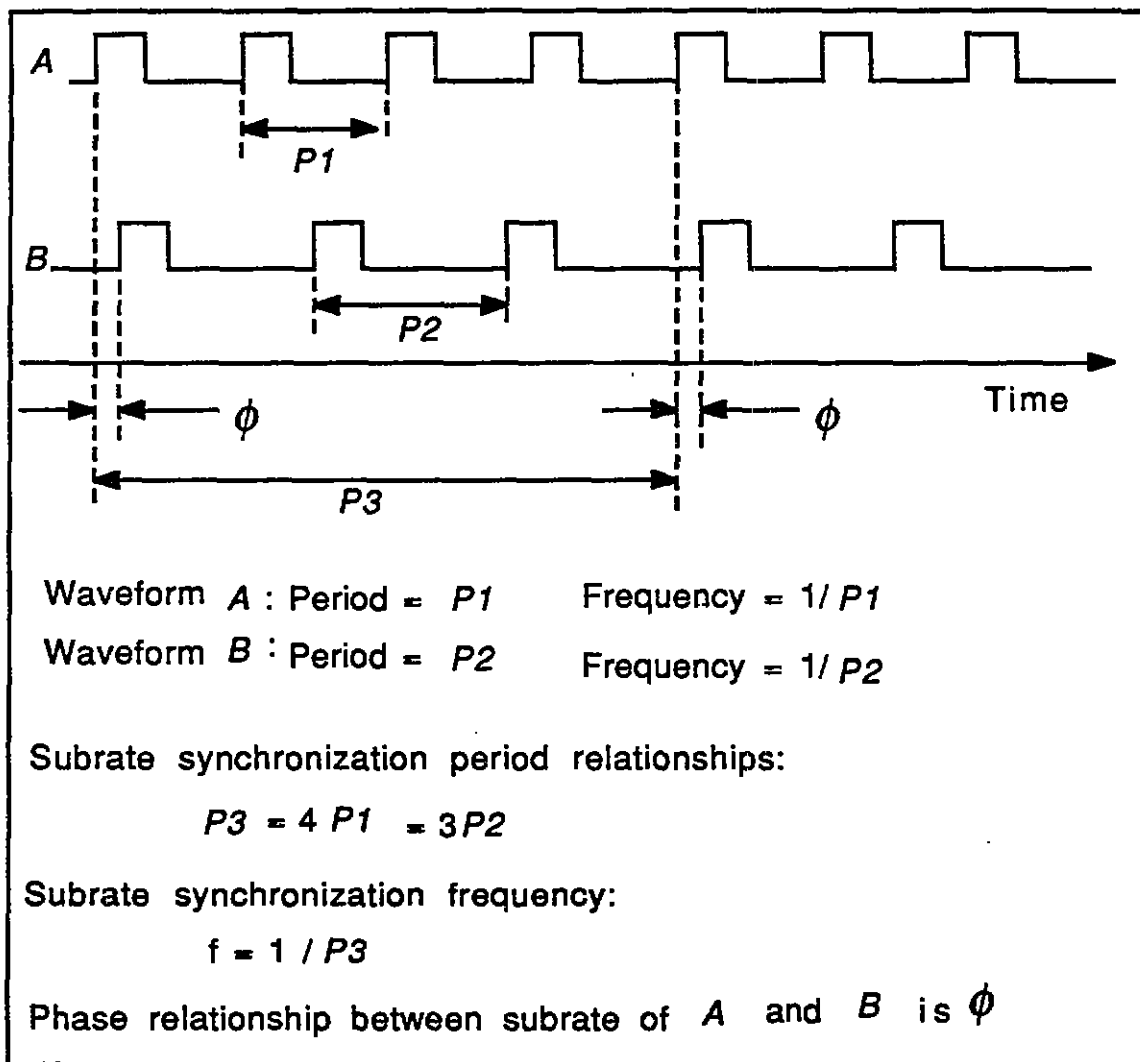 A
P1
B
P2
Time
ϕ ϕ
P3
Waveform A : Period = P1 Frequency = 1/ P1
Waveform B : Period = P2 Frequency = 1/ P2
Subrate synchronization period relationships:
P3 = 4 P1 = 3P2
Subrate synchronization frequency:
f = 1 / P3
Phase relationship between subrate of A and B is ϕ